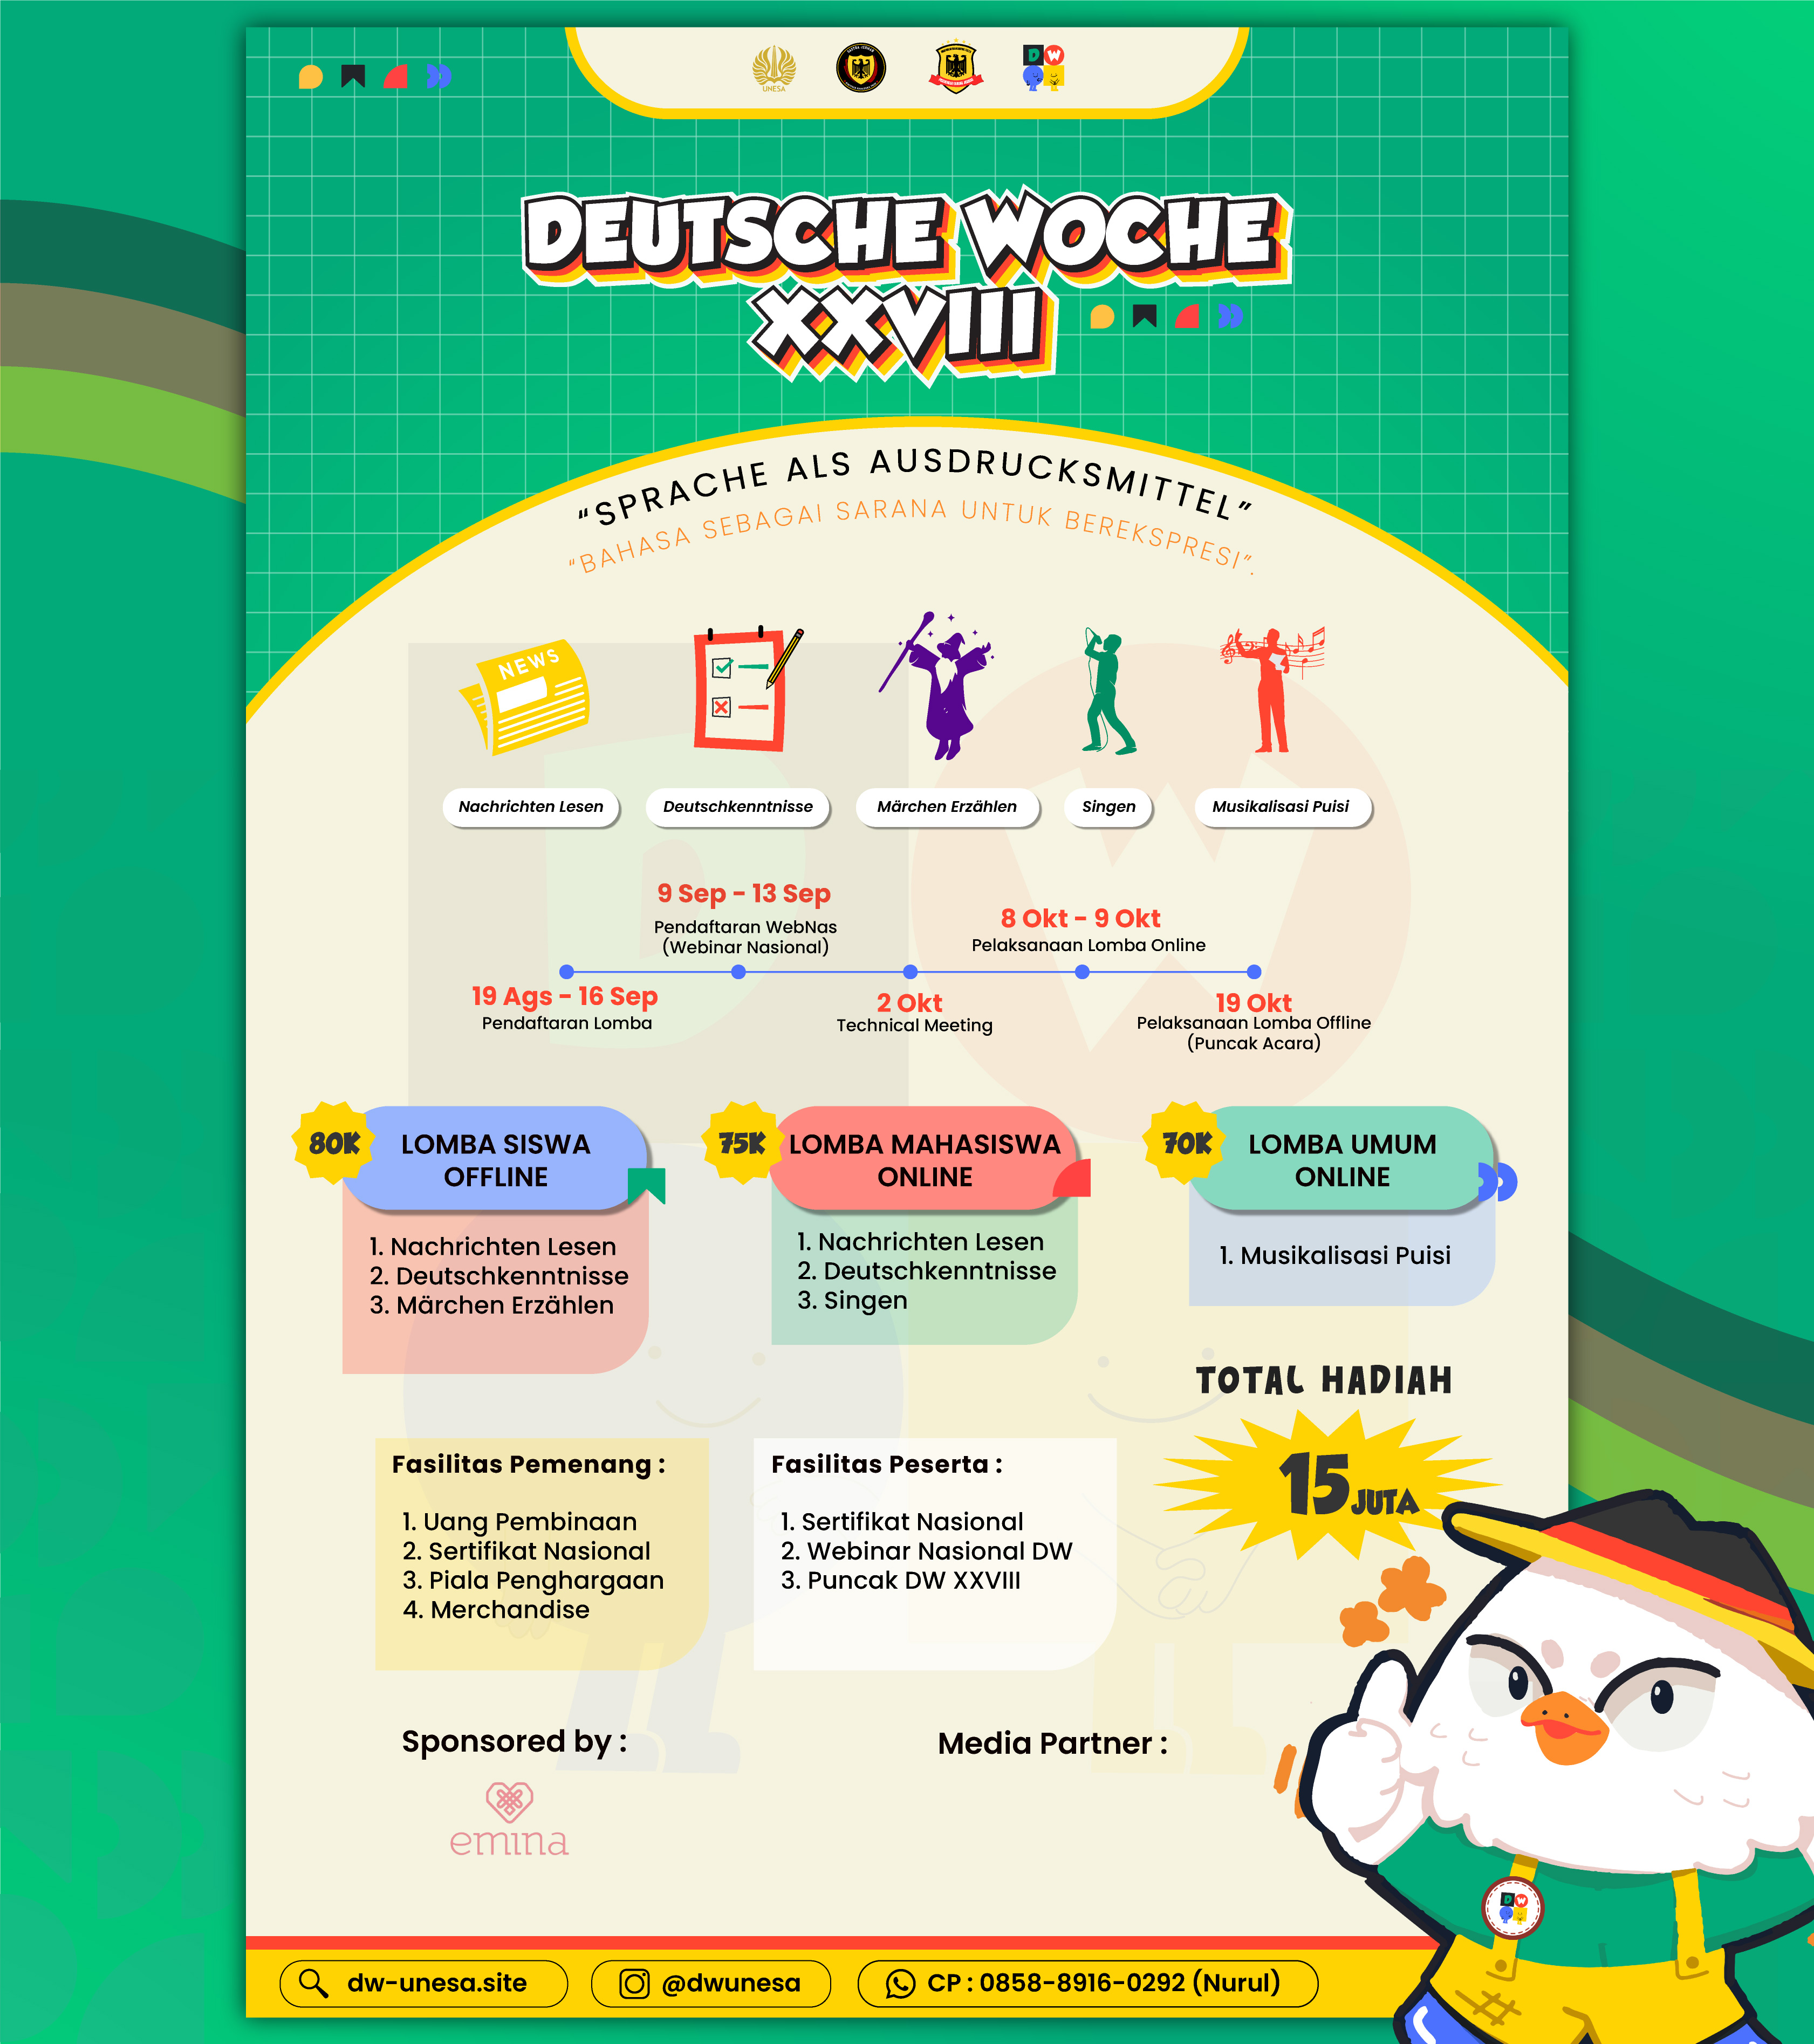 UNESA
D W
DEUTSCHE WOCHE
XXVIII
“SPRACHE ALS AUSDRUCKSMITTEL”
“BAHASA SEBAGAI SARANA UNTUK BEREKSPRESI”.
NEWS
Nachrichten Lesen
Deutschkenntnisse
Märchen Erzählen
Singen
Musikalisasi Puisi
9 Sep - 13 Sep
Pendaftaran WebNas
(Webinar Nasional)
8 Okt - 9 Okt
Pelaksanaan Lomba Online
19 Ags - 16 Sep
Pendaftaran Lomba
2 Okt
Technical Meeting
19 Okt
Pelaksanaan Lomba Offline
(Puncak Acara)
80K
LOMBA SISWA
OFFLINE
1. Nachrichten Lesen
2. Deutschkenntnisse
3. Märchen Erzählen
75K
LOMBA MAHASISWA
ONLINE
1. Nachrichten Lesen
2. Deutschkenntnisse
3. Singen
70K
LOMBA UMUM
ONLINE
1. Musikalisasi Puisi
TOTAL HADIAH
15 JUTA
Fasilitas Pemenang :
1. Uang Pembinaan
2. Sertifikat Nasional
3. Piala Penghargaan
4. Merchandise
Fasilitas Peserta :
1. Sertifikat Nasional
2. Webinar Nasional DW
3. Puncak DW XXVIII
Sponsored by :
emina
Media Partner :
D W
dw-unesa.site
@dwunesa
CP : 0858-8916-0292 (Nurul)